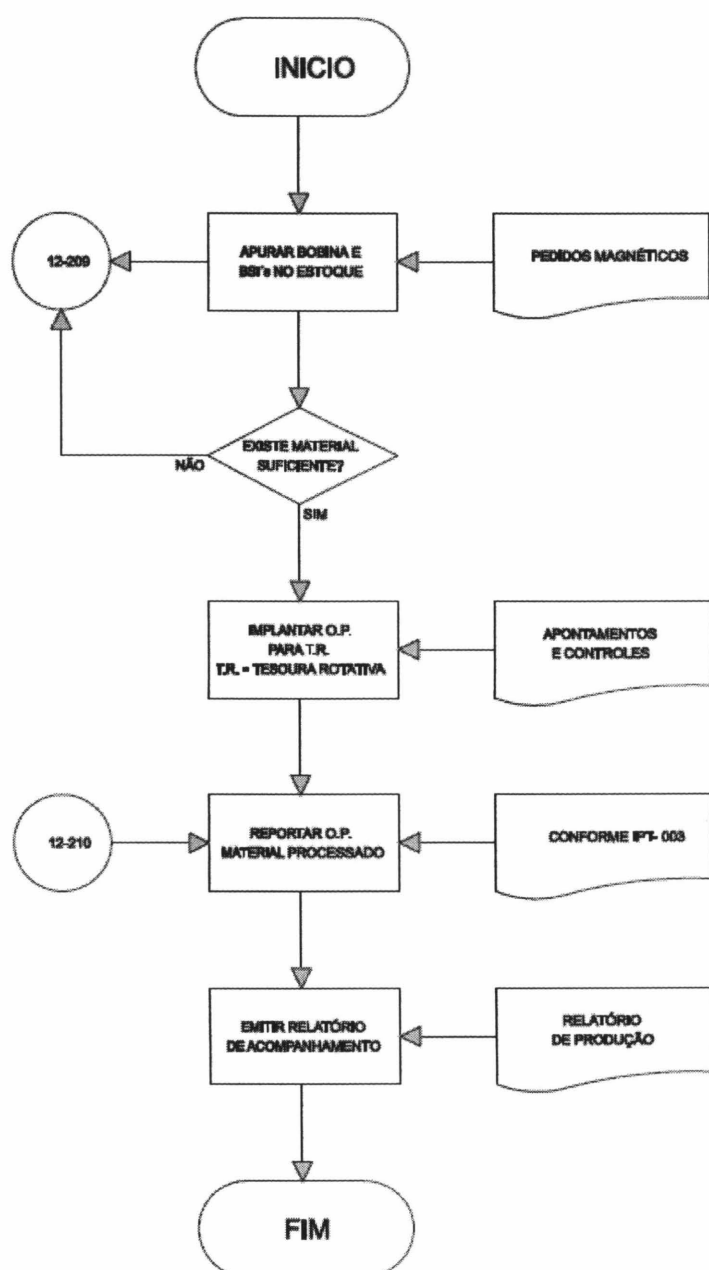 INICIO
12-209
APURAR BOBINA E
BSI's NO ESTOQUE
PEDIDOS MAGNÉTICOS
EXISTE MATERIAL
SUFICIENTE?
NÃO
SIM
IMPLANTAR O.P.
PARA T.R.
T.R. = TESOURA ROTATIVA
APONTAMENTOS
E CONTROLES
12-210
REPORTAR O.P.
MATERIAL PROCESSADO
CONFORME IPT- 003
EMITIR RELATÓRIO
DE ACOMPANHAMENTO
RELATÓRIO
DE PRODUÇÃO
FIM